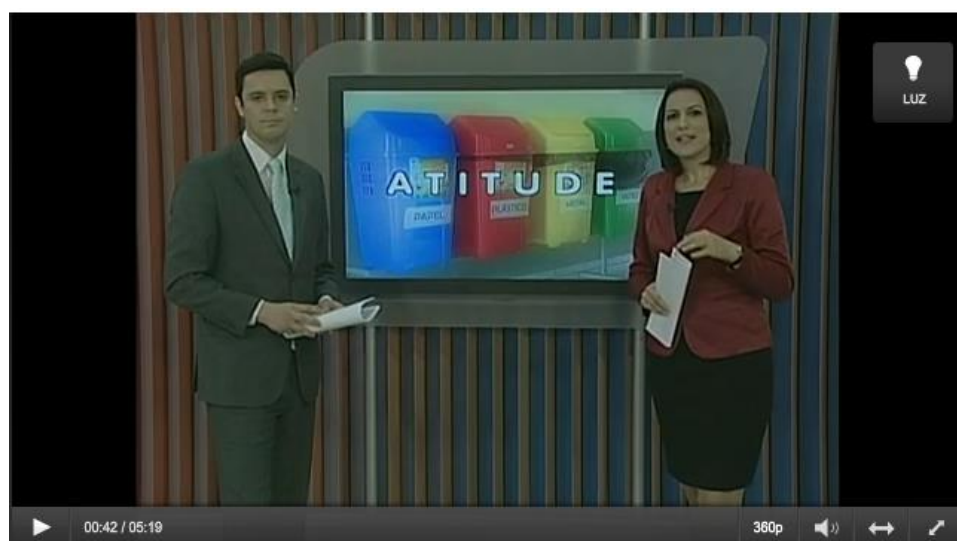 LUZ
ATITUDE
PAPEL
PLÁSTICO
METAL
00:42 / 05:19
360p